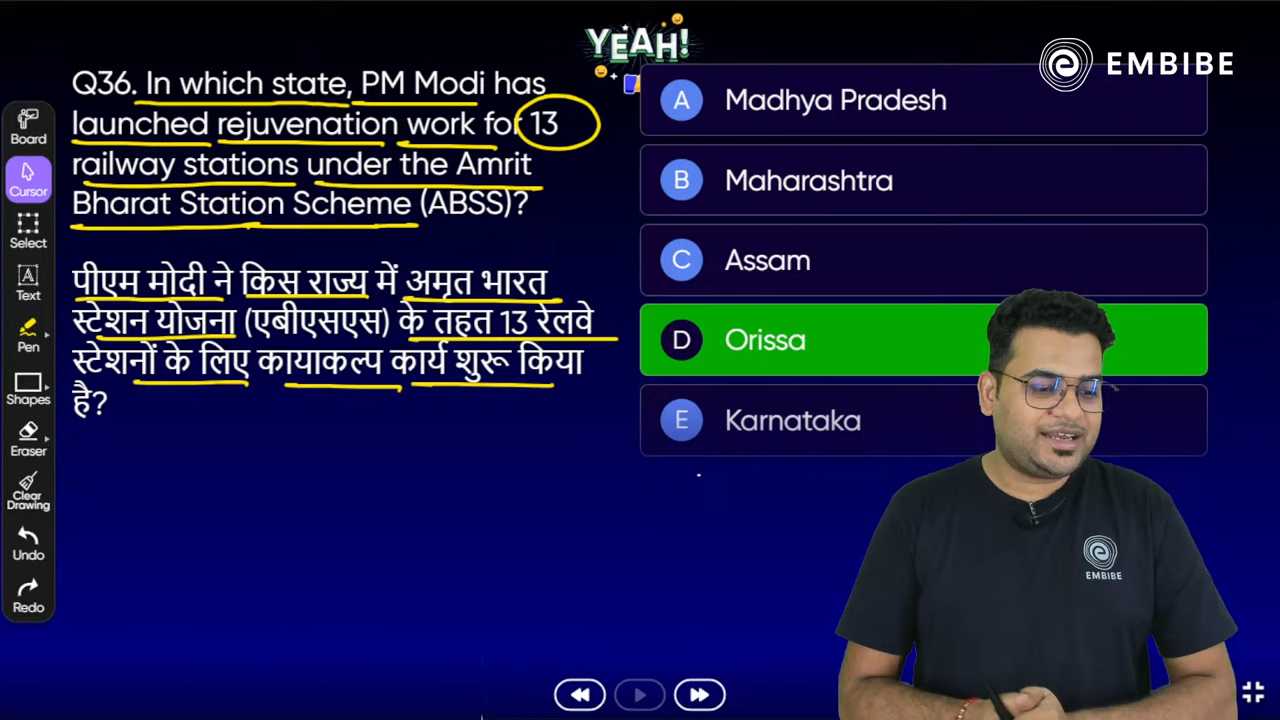 YEAH!
EMBIBE
Q36. In which state, PM Modi has
launched rejuvenation work for 13
railway stations under the Amrit
Bharat Station Scheme (ABSS)?
पीएम मोदी ने किस राज्य में अमृत भारत
स्टेशन योजना (एबीएसएस) के तहत 13 रेलवे
स्टेशनों के लिए कायाकल्प कार्य शुरू किया
है?
A Madhya Pradesh
B Maharashtra
C Assam
D Orissa
E Karnataka
Board
Cursor
Select
A
Text
Pen
Shapes
Eraser
Clear
Drawing
Undo
Redo
EMBIBE